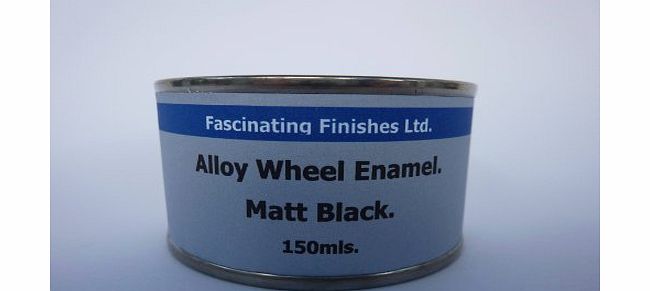 Fascinating Finishes Ltd.
Alloy Wheel Enamel.
Matt Black.
150mls.